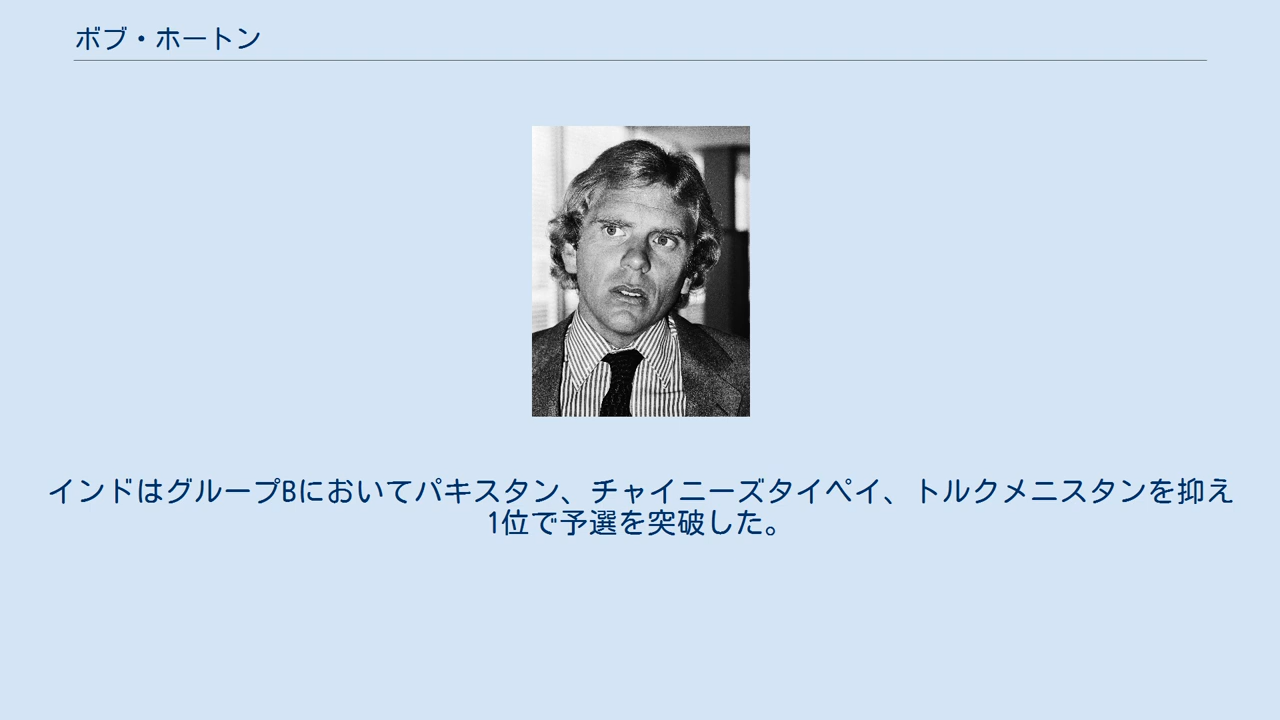 ボブ・ホートン
インドはグループBにおいてパキスタン、チャイニーズタイペイ、トルクメニスタンを抑え
1位で予選を突破した。